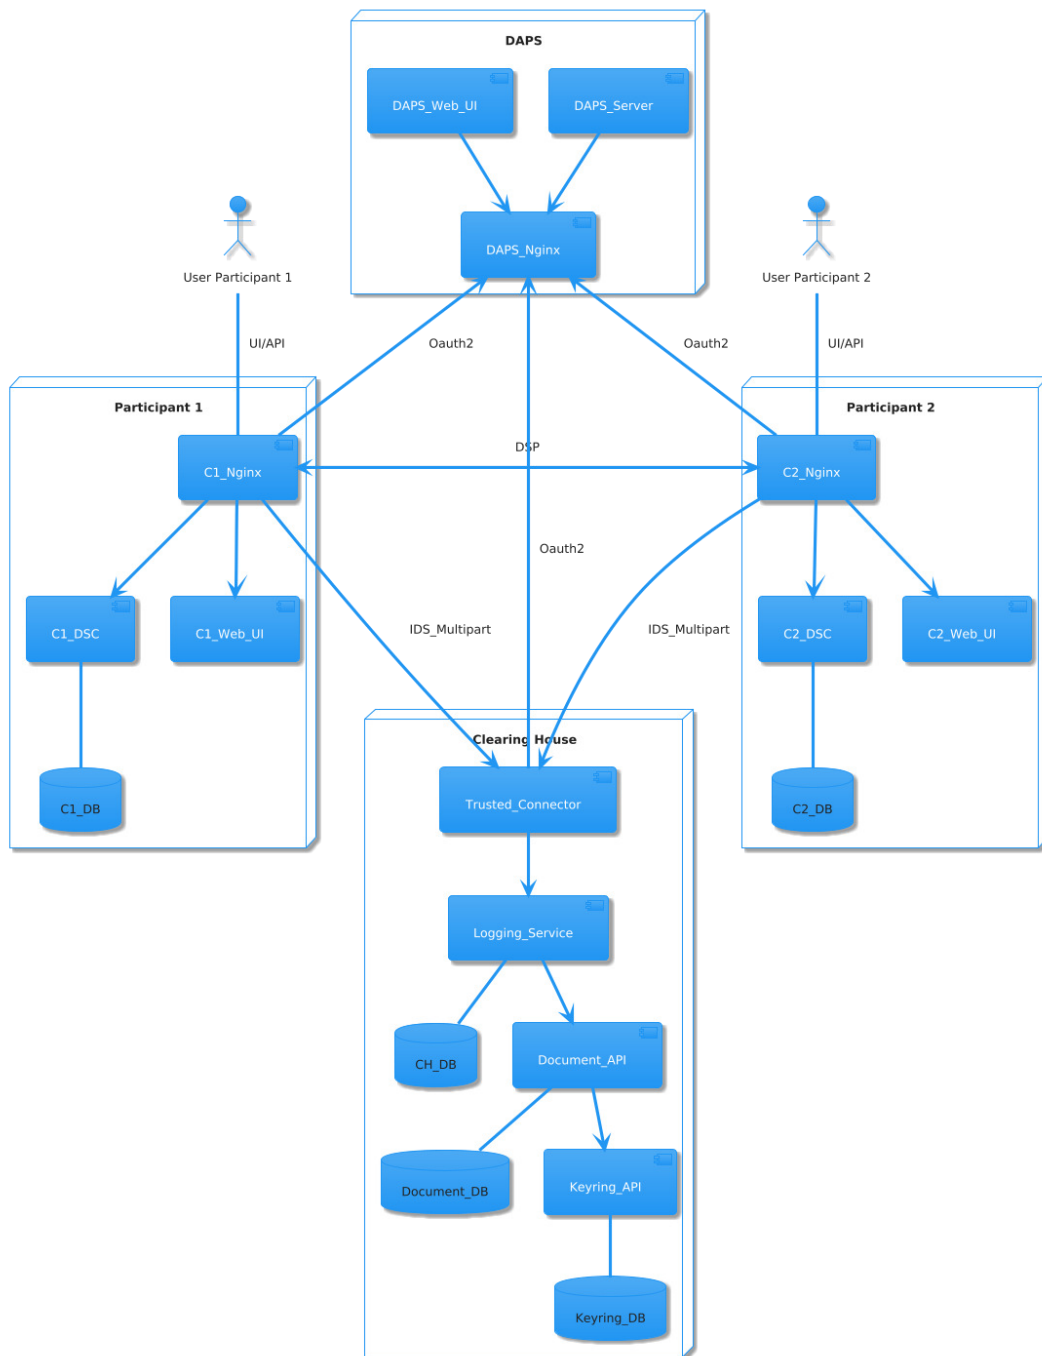 DAPS
DAPS_Web_UI
DAPS_Server
DAPS_Nginx
User Participant 1
User Participant 2
UI/API
Oauth2
Oauth2
UI/API
Participant 1
Participant 2
C1_Nginx
DSP
C2_Nginx
Oauth2
C1_DSC
C1_Web_UI
IDS_Multipart
IDS_Multipart
C2_DSC
C2_Web_UI
Clearing House
C1_DB
Trusted_Connector
C2_DB
Logging_Service
CH_DB
Document_API
Document_DB
Keyring_API
Keyring_DB